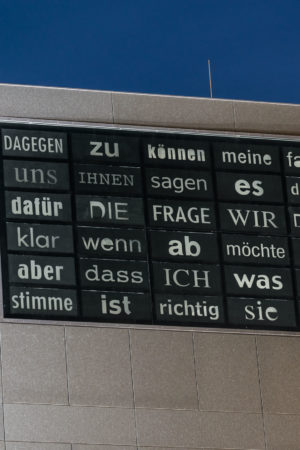 DAGEGEN zu können meine fa
uns IHNEN sagen es d
dafür DIE FRAGE WIR D
klar wenn ab möchte
aber dass ICH was
stimme ist richtig sie